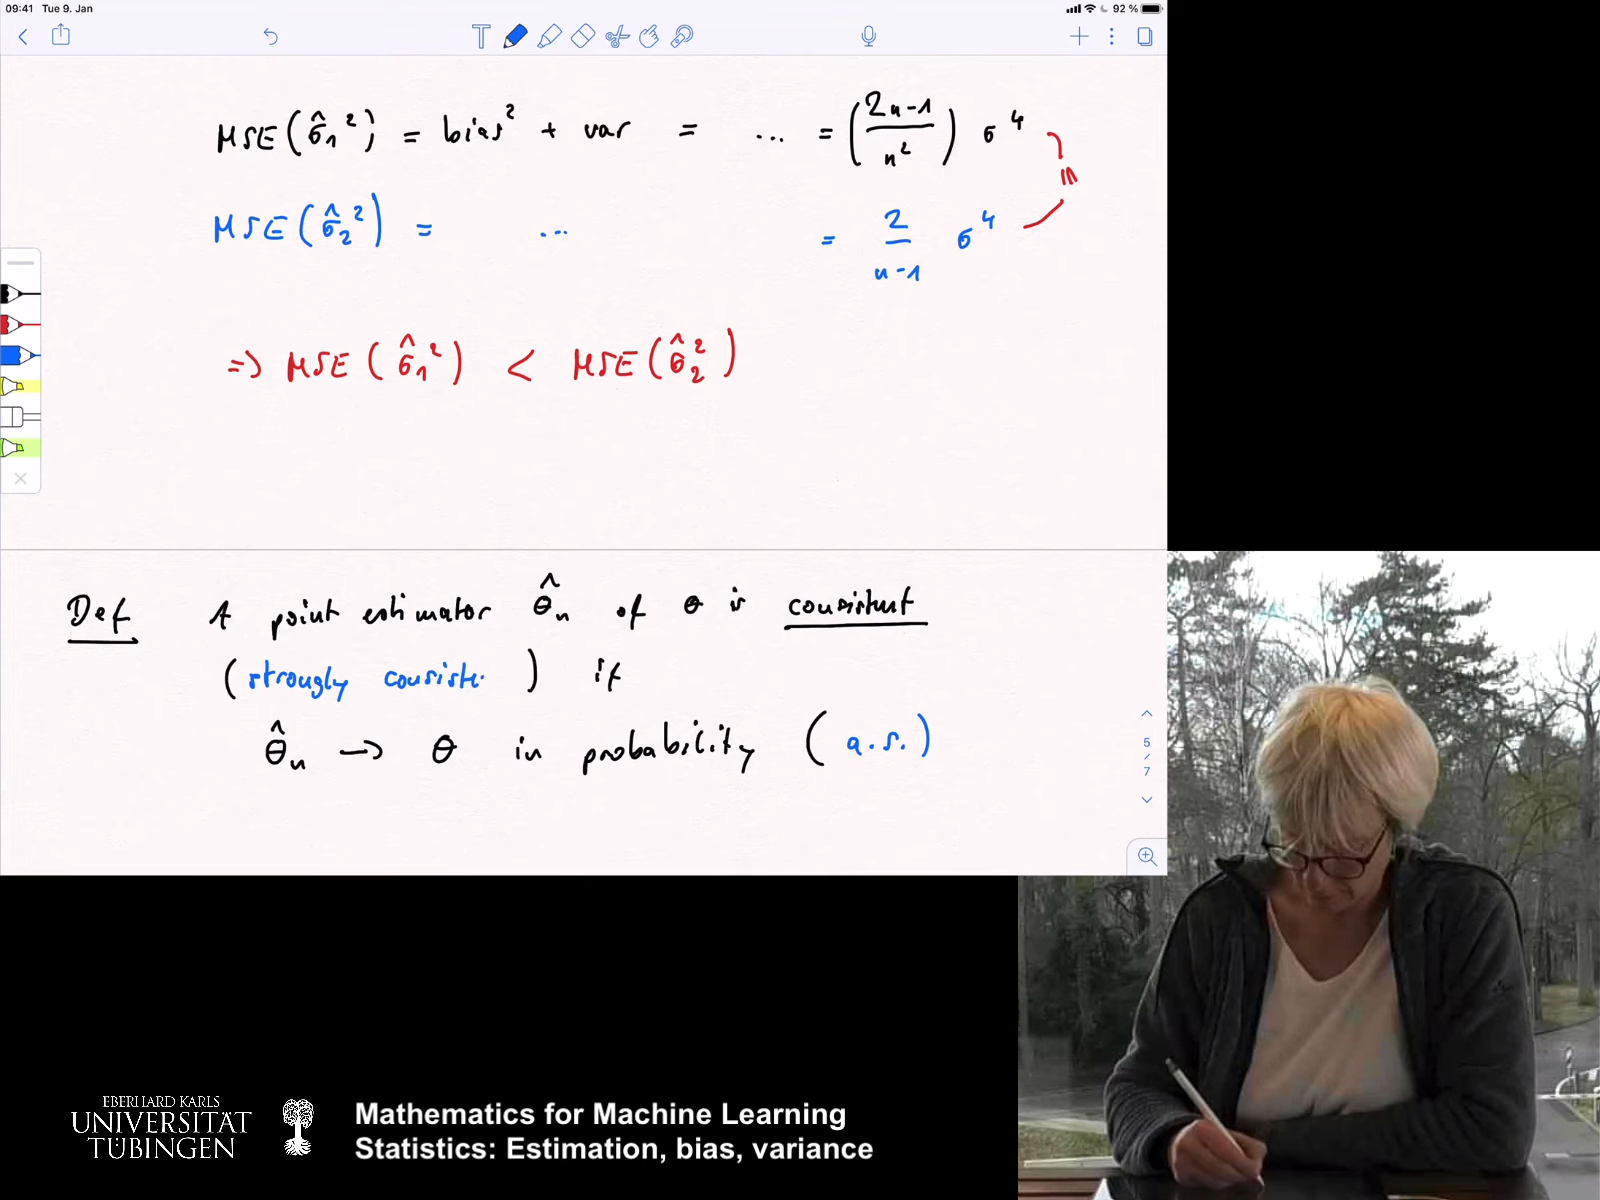 09:41 Tue 9. Jan 92 %
MSE(σ̂₁²) = bias² + var = ... = ((2n-1)/n²) σ⁴
MSE(σ̂₂²) = ... = 2/(n-1) σ⁴
=> MSE(σ̂₁²) < MSE(σ̂₂²)
Def A point estimator θ̂ₙ of θ is consistent
(strongly consiste. ) if
θ̂ₙ → θ in probability (a.s.)
5
/
7
EBERHARD KARLS
UNIVERSITÄT
TÜBINGEN
Mathematics for Machine Learning
Statistics: Estimation, bias, variance